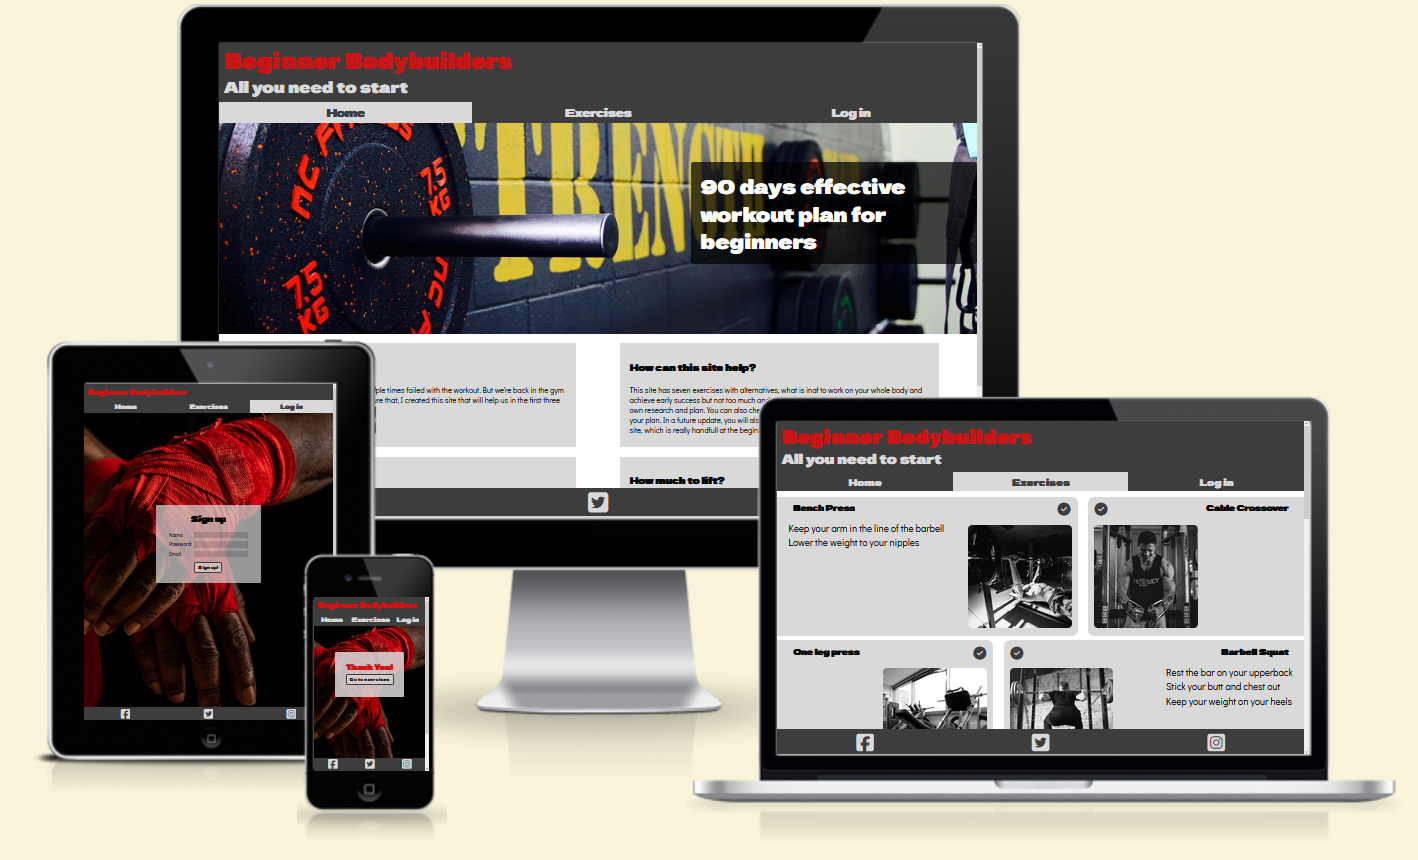 Beginner Bodybuilders
All you need to start
Home
Exercises
Log in
MC FA
7.5
KG
7.5
KG
STRENGTH
90 days effective
workout plan for
beginners
times failed with the workout. But we're back in the gym
that, I created this site that will help us in the first three
How can this site help?
This site has seven exercises with alternatives, what is inaf to work on your whole body and
achieve early success but not too much an
own research and plan. You can also che
your plan. In a future update, you will als
site, which is really handfull at the begin
How much to lift?
Beginner Bodybuilders
Home
Exercises
Log in
Sign up
Name:
Password:
Email:
Sign up!
Beginner Bodybuilders
Home
Exercises
Log in
Thank You!
Go to exercises
Beginner Bodybuilders
All you need to start
Home
Exercises
Log in
Bench Press
Keep your arm in the line of the barbell
Lower the weight to your nipples
Cable Crossover
One leg press
Barbell Squat
Rest the bar on your upperback
Stick your butt and chest out
Keep your weight on your heels